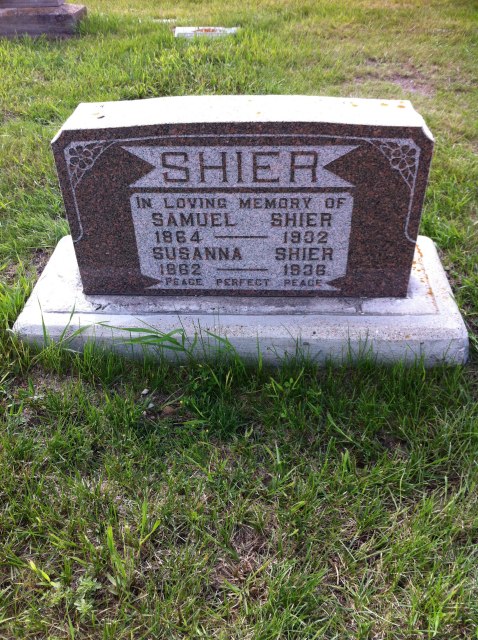 SHIER
IN LOVING MEMORY OF
SAMUEL SHIER
1864 — 1932
SUSANNA SHIER
1862 — 1936
PEACE PERFECT PEACE